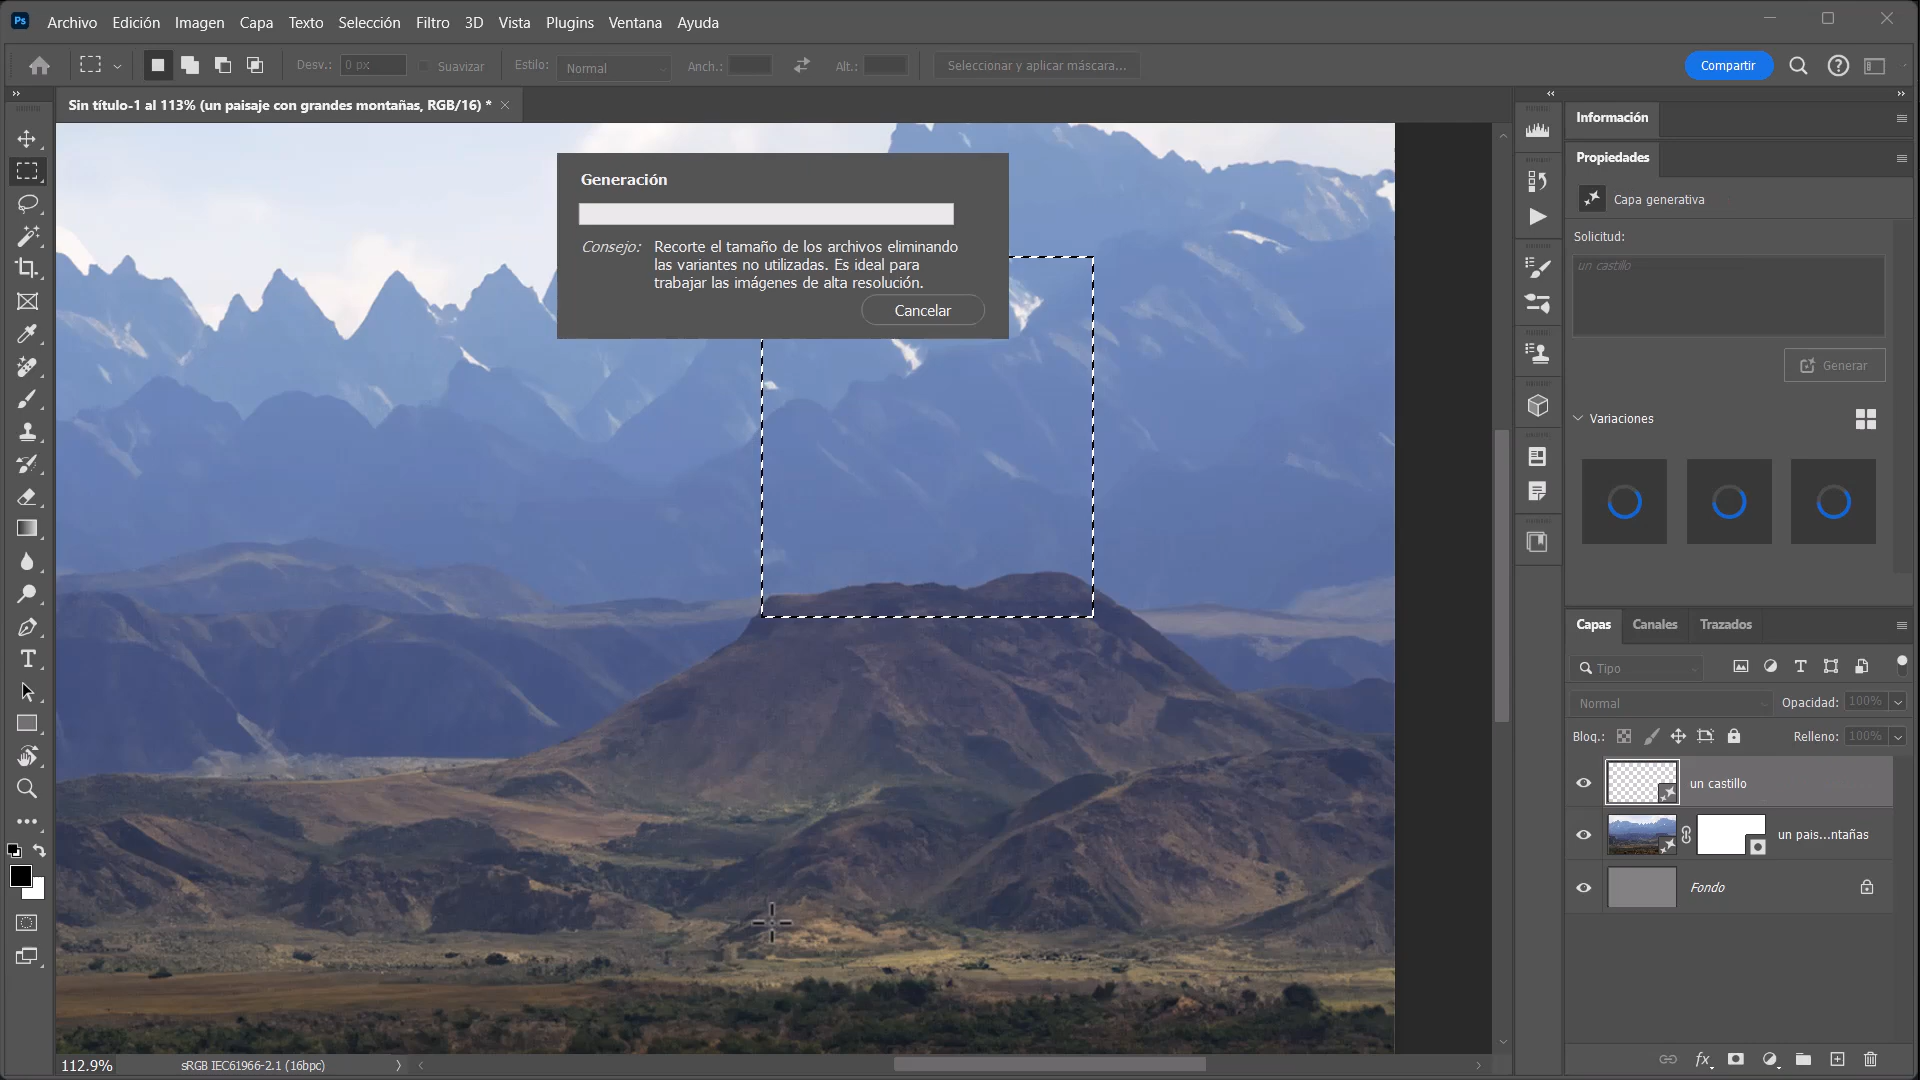 Ps Archivo Edición Imagen Capa Texto Selección Filtro 3D Vista Plugins Ventana Ayuda
Desv.: 0 px Suavizar Estilo: Normal Anch.: Alt.: Seleccionar y aplicar máscara... Compartir
Sin título-1 al 113% (un paisaje con grandes montañas, RGB/16) *
Generación
Consejo: Recorte el tamaño de los archivos eliminando
las variantes no utilizadas. Es ideal para
trabajar las imágenes de alta resolución.
Cancelar
Información
Propiedades
Capa generativa
Solicitud:
un castillo
Generar
Variaciones
Capas Canales Trazados
Tipo
Normal Opacidad: 100%
Bloq.: Relleno: 100%
un castillo
un pais...ntañas
Fondo
fx
112.9% sRGB IEC61966-2.1 (16bpc)